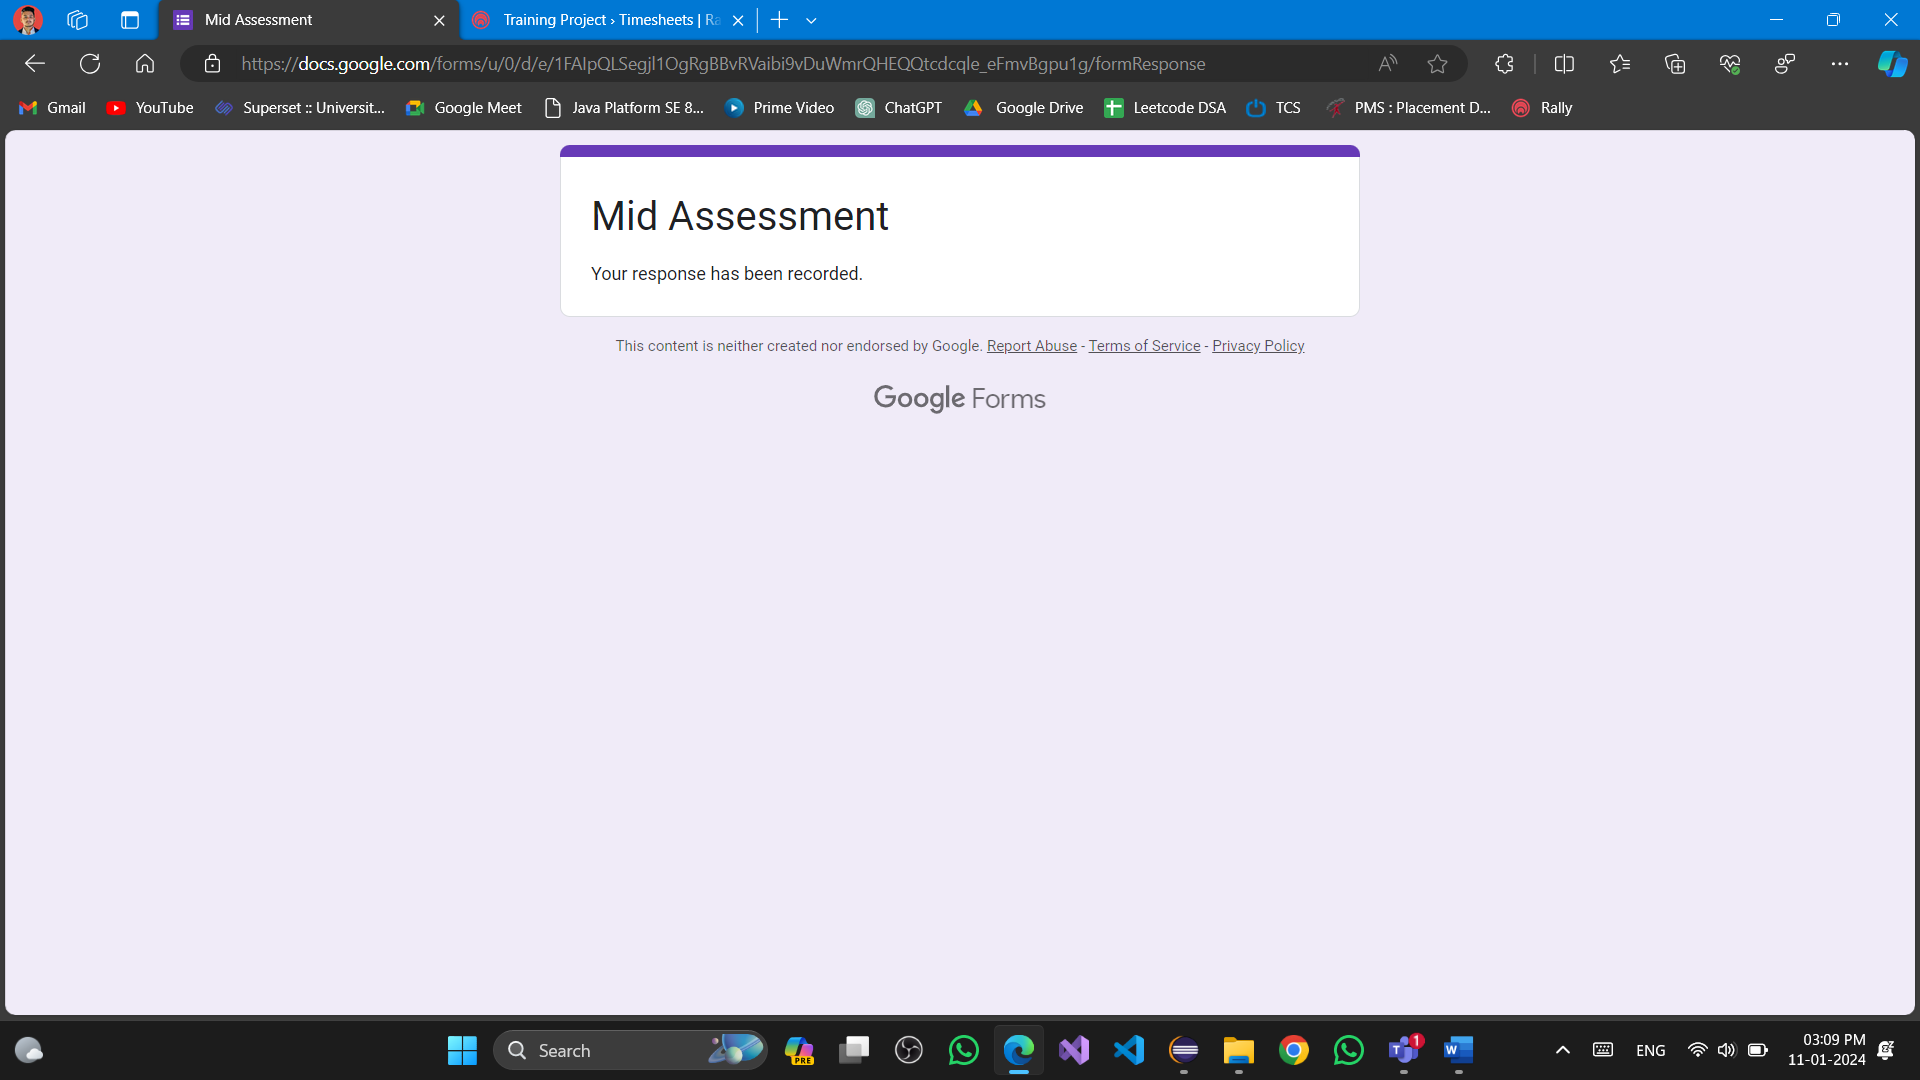 Mid Assessment
Training Project › Timesheets | Ra
https://docs.google.com/forms/u/0/d/e/1FAIpQLSegjl1OgRgBBvRVaibi9vDuWmrQHEQQtcdcqIe_eFmvBgpu1g/formResponse
Gmail YouTube Superset :: Universit... Google Meet Java Platform SE 8... Prime Video ChatGPT Google Drive Leetcode DSA TCS PMS : Placement D... Rally
Mid Assessment
Your response has been recorded.
This content is neither created nor endorsed by Google. Report Abuse - Terms of Service - Privacy Policy
Google Forms
Search
PRE
1
ENG
03:09 PM
11-01-2024